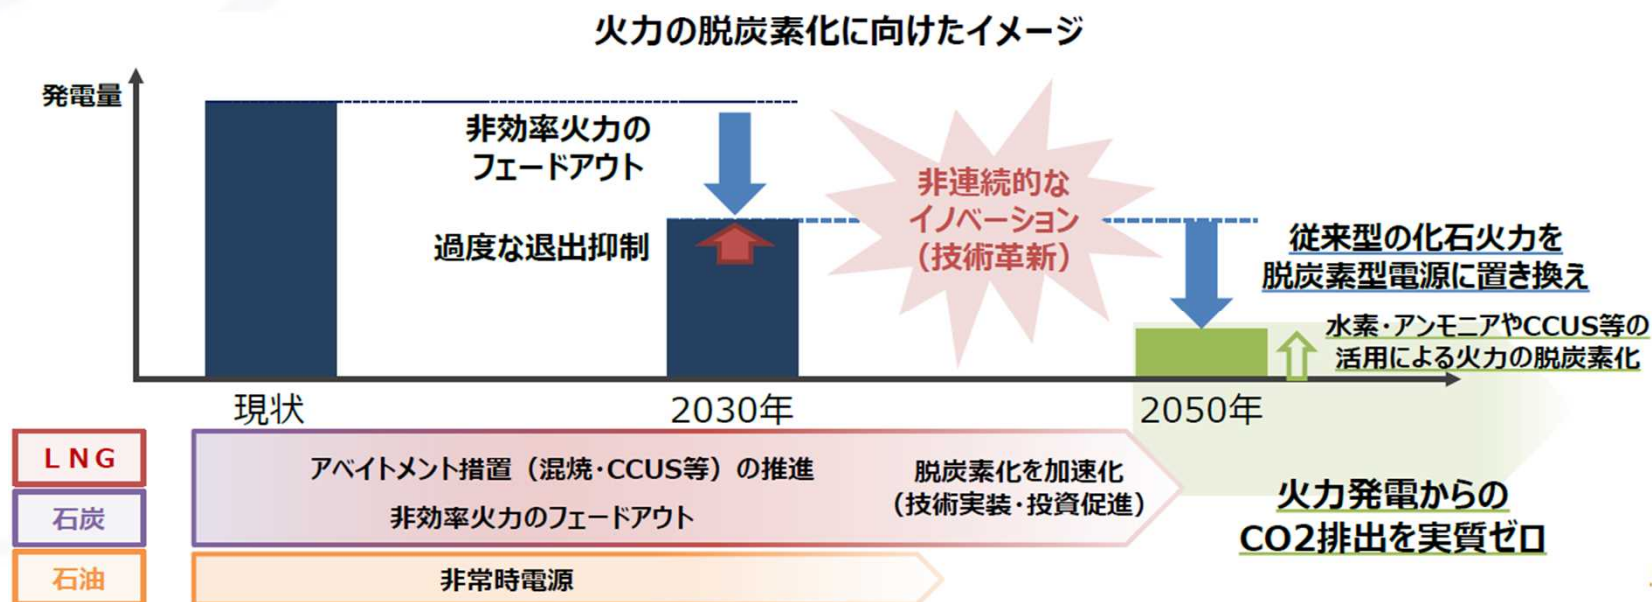 火力の脱炭素化に向けたイメージ
発電量
非効率火力の
フェードアウト
過度な退出抑制
非連続的な
イノベーション
（技術革新）
従来型の化石火力を
脱炭素型電源に置き換え
水素・アンモニアやCCUS等の
活用による火力の脱炭素化
現状
2030年
2050年
ＬＮＧ
石炭
石油
アベイトメント措置（混焼・CCUS等）の推進
非効率火力のフェードアウト
脱炭素化を加速化
（技術実装・投資促進）
非常時電源
火力発電からの
CO2排出を実質ゼロ